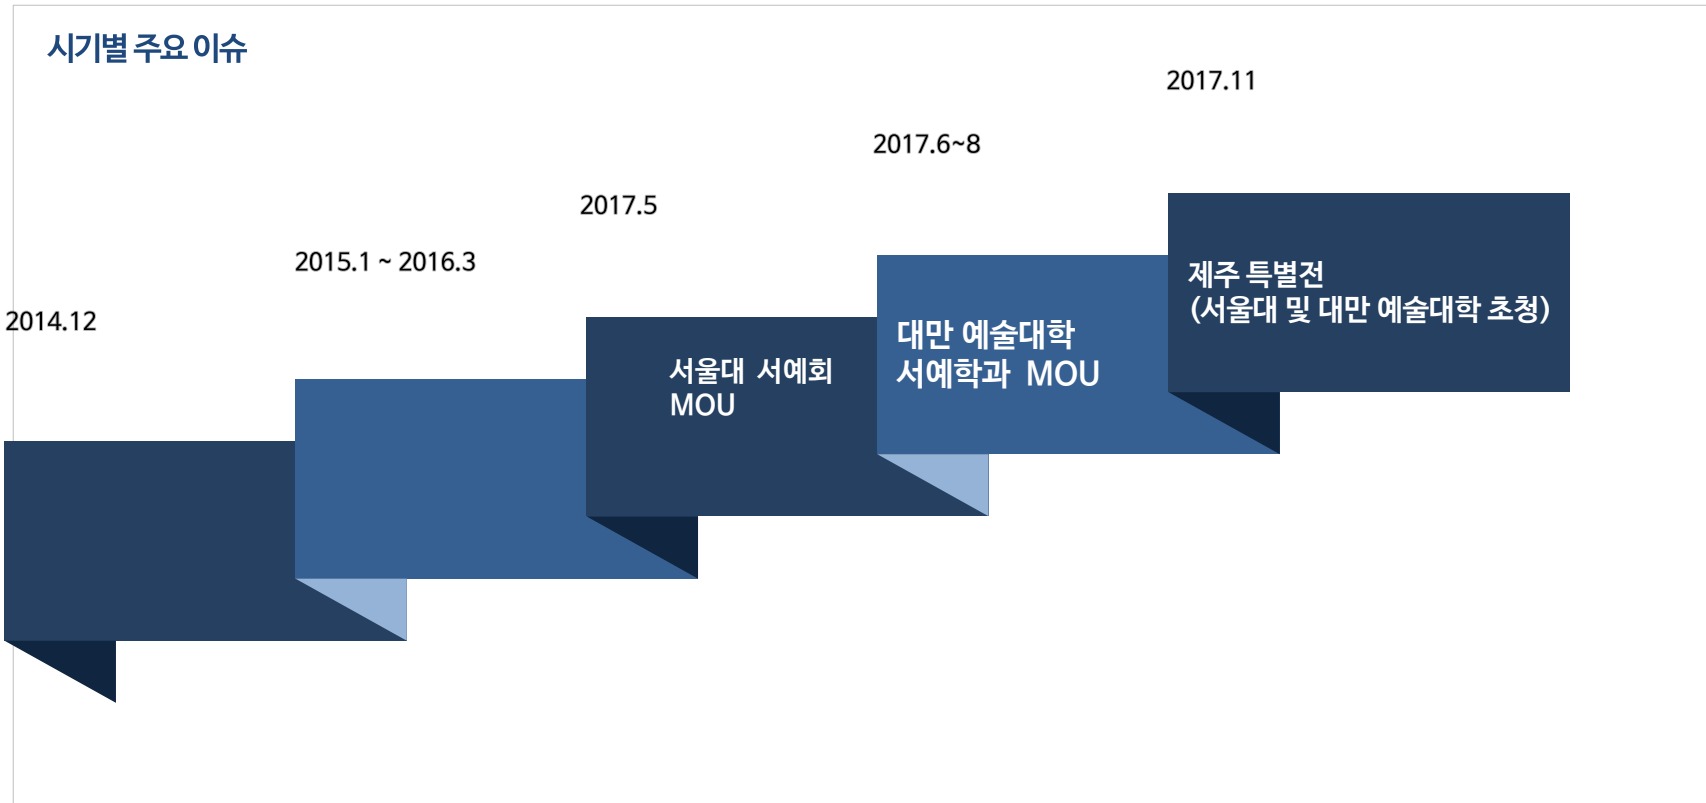 시기별 주요 이슈
2014.12
2015.1 ~ 2016.3
2017.5
서울대 서예회
MOU
2017.6~8
대만 예술대학
서예학과 MOU
2017.11
제주 특별전
(서울대 및 대만 예술대학 초청)